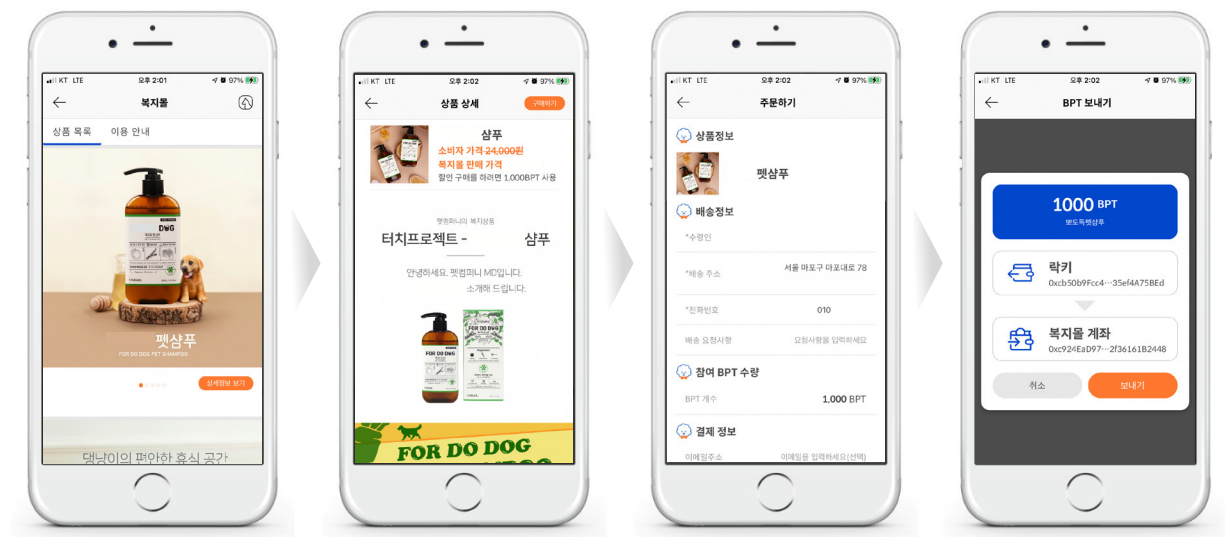 KT LTE
오후 2:01
97%
복지몰
상품 목록
이용 안내
DOG
펫샴푸
FOR DO DOG PET SHAMPOO
상세정보 보기
댕냥이의 편안한 휴식 공간
KT LTE
오후 2:02
97%
상품 상세
구매하기
샴푸
소비자 가격 24,000원
복지몰 판매 가격
할인 구매를 하려면 1,000BPT 사용
펫컴퍼니의 복지상품
터치프로젝트 - 샴푸
안녕하세요. 펫컴퍼니 MD입니다.
소개해 드립니다.
FOR DO DOG
FOR DO DOG
FOR DO DOG
KT LTE
오후 2:02
97%
주문하기
상품정보
펫샴푸
배송정보
*수령인
*배송 주소
서울 마포구 마포대로 78
*전화번호
010
배송 요청사항
요청사항을 입력하세요
참여 BPT 수량
BPT 개수
1,000 BPT
결제 정보
이메일주소
이메일을 입력하세요(선택)
KT LTE
오후 2:02
97%
BPT 보내기
1000 BPT
뽀도독펫샴푸
락키
0xcb50b9Fcc4···35ef4A75BEd
복지몰 계좌
0xc924EaD97···2f36161B2448
취소
보내기